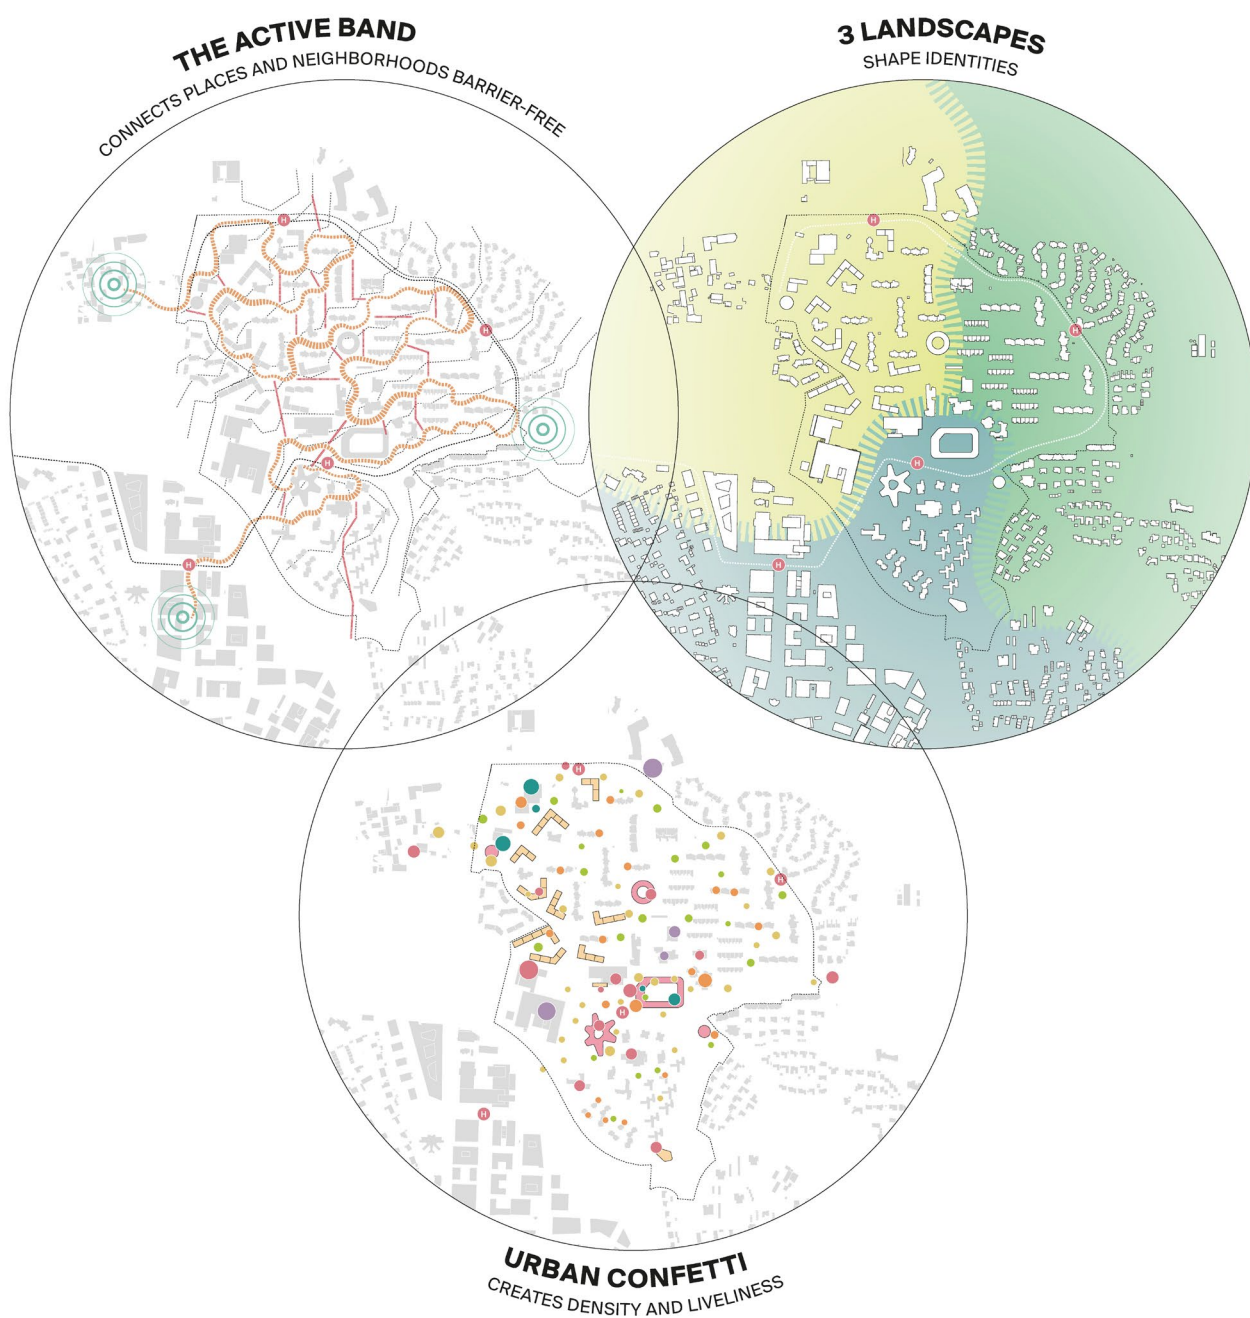 THE ACTIVE BAND
CONNECTS PLACES AND NEIGHBORHOODS BARRIER-FREE
3 LANDSCAPES
SHAPE IDENTITIES
H
H
H
H
H
H
H
H
H
H
H
H
URBAN CONFETTI
CREATES DENSITY AND LIVELINESS